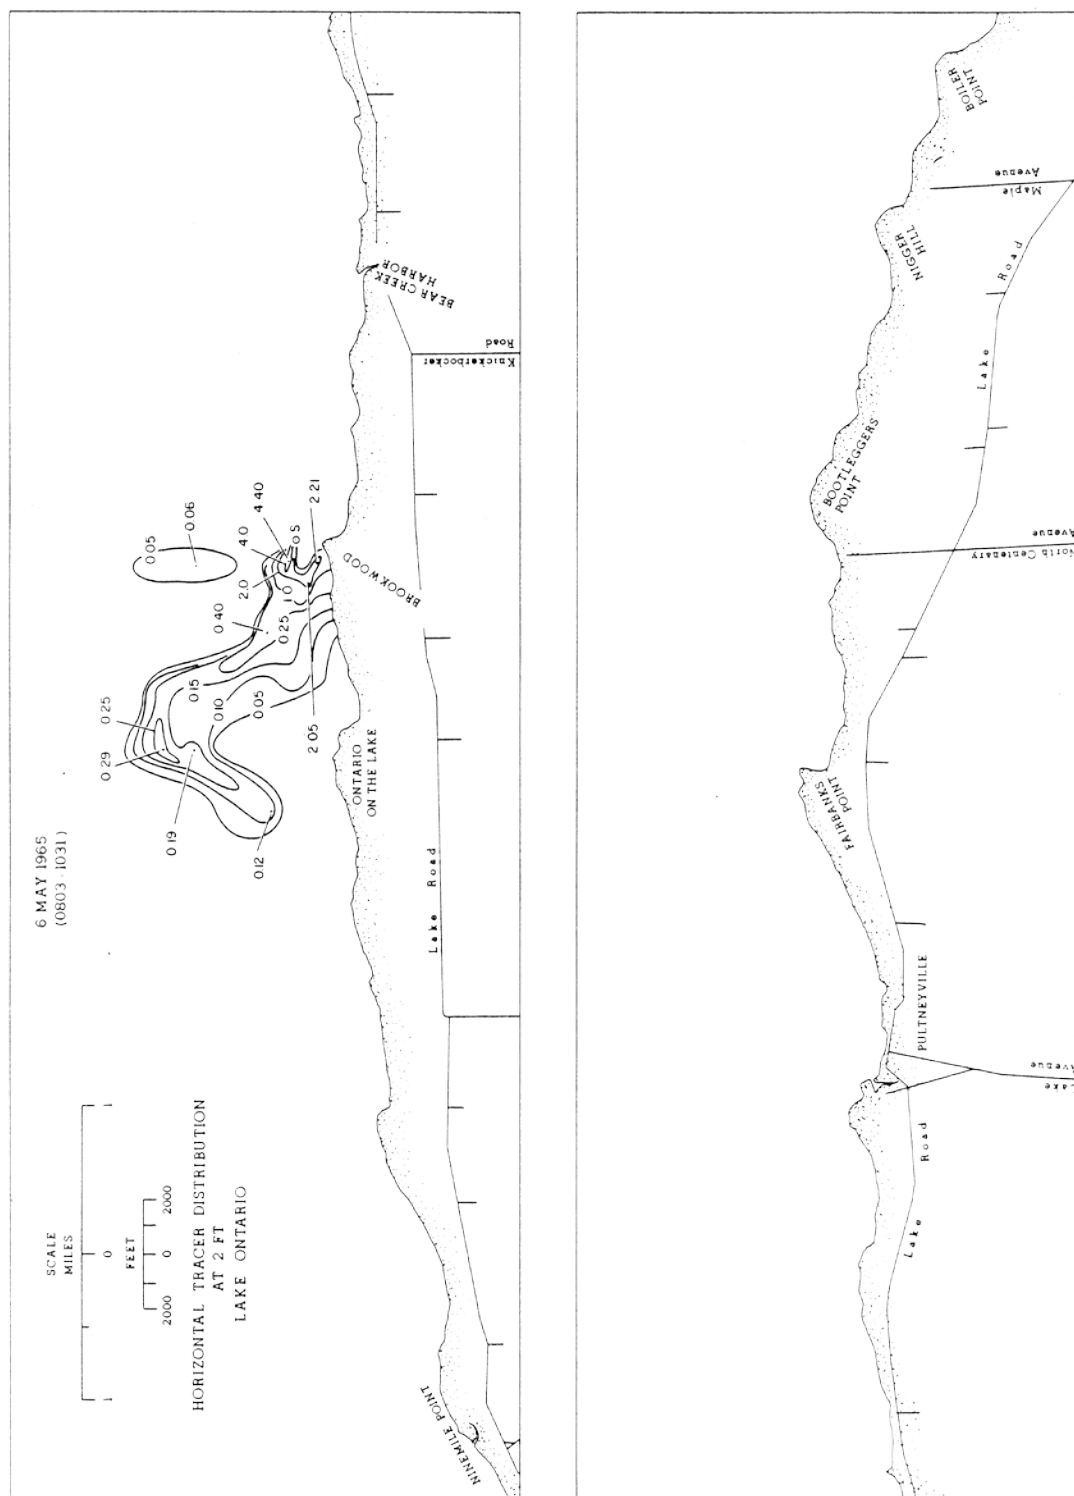 6 MAY 1965
(0803 - 1031)
SCALE
MILES
1 0 1
FEET
2000 0 2000
HORIZONTAL TRACER DISTRIBUTION
AT 2 FT
LAKE ONTARIO
0.05
0.06
4.40
4.0
0.5
2.21
2.0
1.0
0.40
0.25
0.15
0.10
0.05
0.25
0.29
0.19
0.12
2.05
NINEMILE POINT
ONTARIO
ON THE LAKE
BROOKWOOD
BEAR CREEK
HARBOR
Lake Road
Knickerbocker
Road
Lake Road
Lake
Avenue
PULTNEYVILLE
FAIRBANKS
POINT
North Centenary
Avenue
BOOTLEGGERS
POINT
Lake Road
NIGGER
HILL
Maple
Avenue
BOILER
POINT